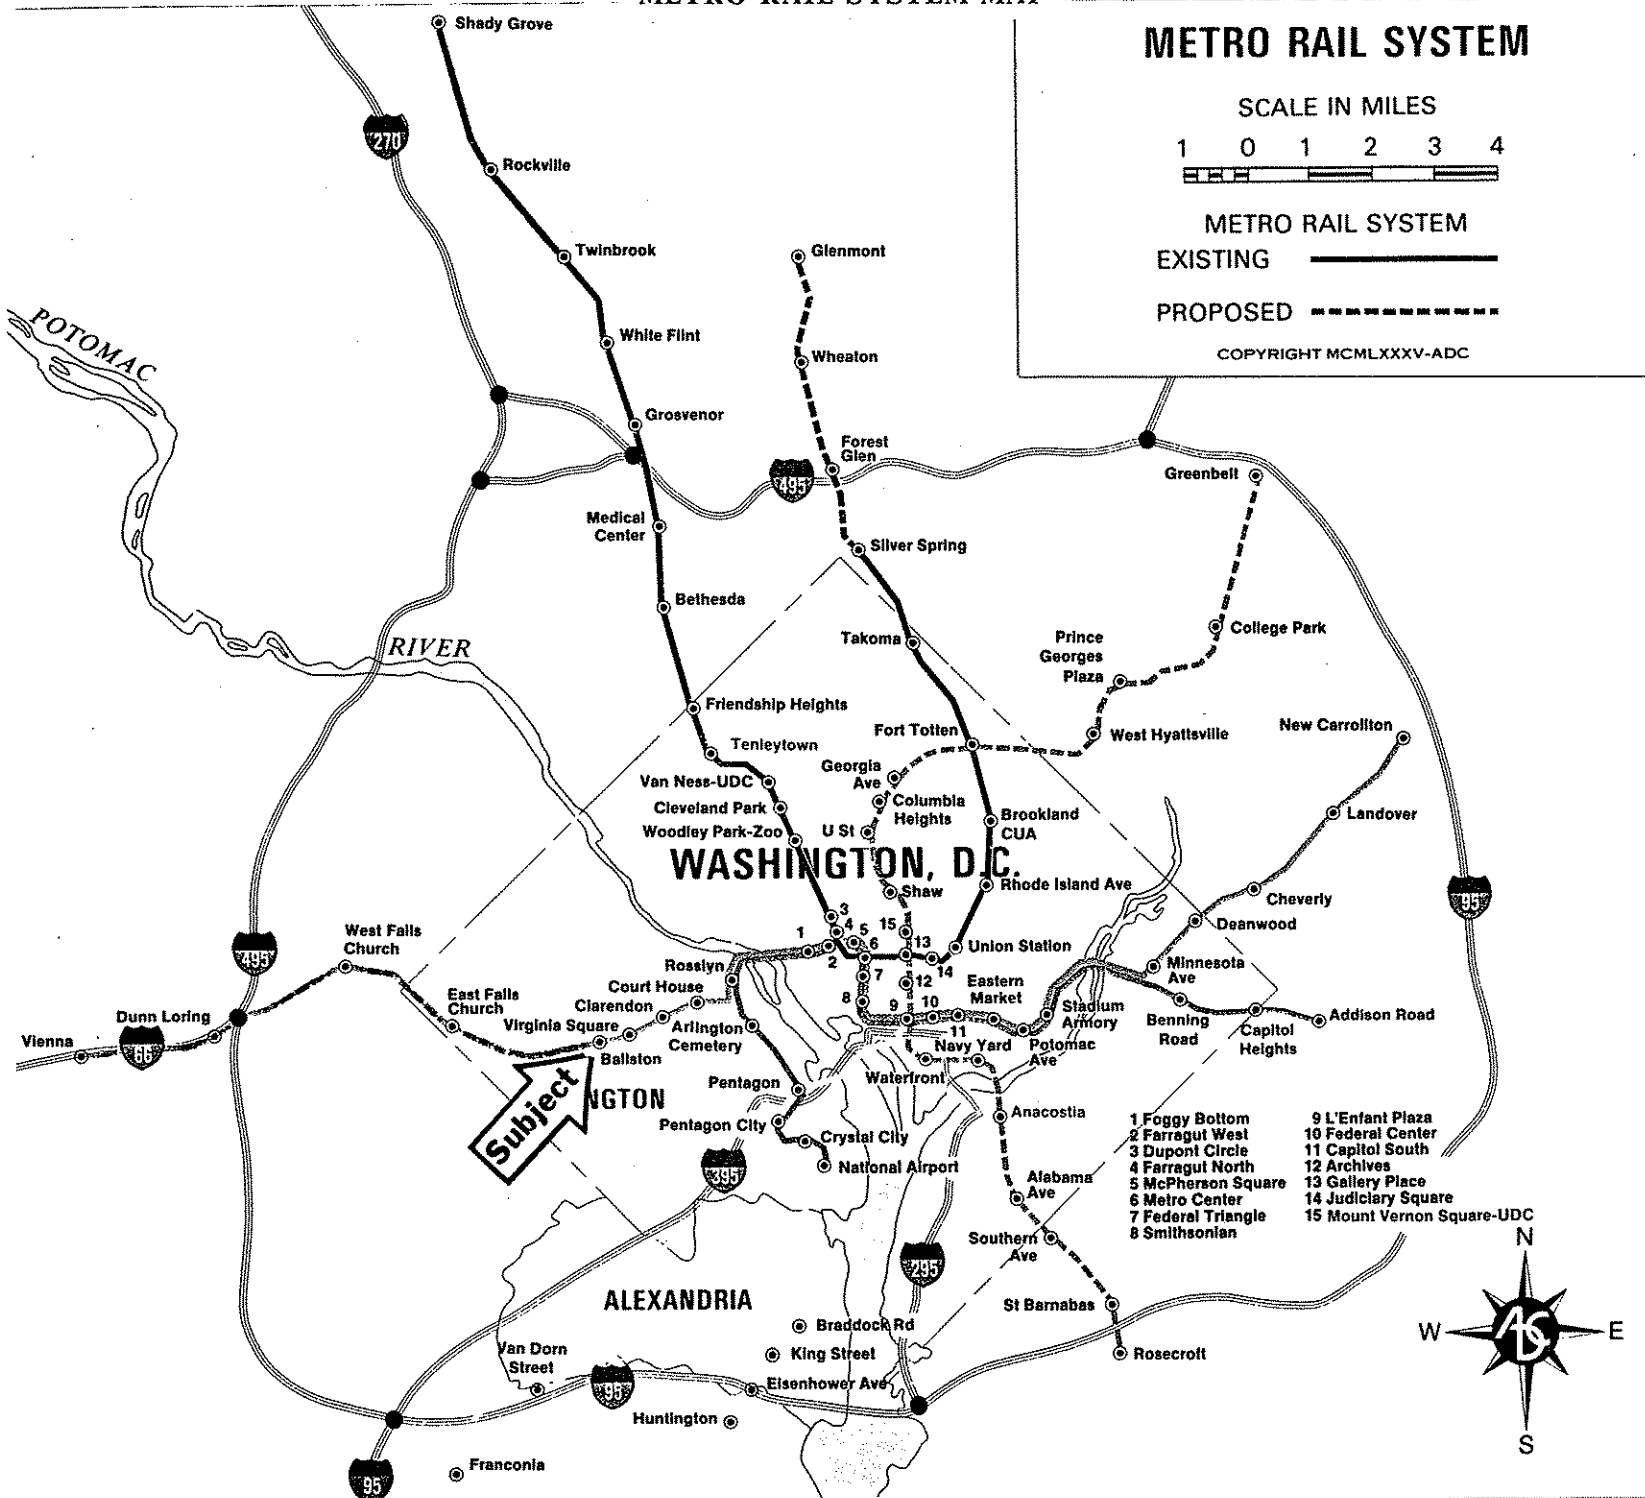 METRO RAIL SYSTEM MAP
METRO RAIL SYSTEM
SCALE IN MILES
1 0 1 2 3 4
METRO RAIL SYSTEM
EXISTING
PROPOSED
COPYRIGHT MCMLXXXV-ADC
Shady Grove
270
Rockville
Twinbrook
Glenmont
POTOMAC
White Flint
Wheaton
Grosvenor
Forest
Glen
495
Greenbelt
Medical
Center
Silver Spring
Bethesda
College Park
Takoma
Prince
Georges
Plaza
RIVER
Friendship Heights
Fort Totten
West Hyattsville
New Carrollton
Tenleytown
Georgia
Ave
Van Ness-UDC
Cleveland Park
Columbia
Heights
Brookland
CUA
Landover
Woodley Park-Zoo
U St
WASHINGTON, D.C.
Shaw
Rhode Island Ave
Cheverly
95
3
4
5
15
Deanwood
West Falls
Church
495
1
2
6
13
14
Union Station
Rosslyn
7
12
Eastern
Market
Minnesota
Ave
Court House
East Falls
Church
Clarendon
8
9
10
11
Stadium
Armory
Benning
Road
Capitol
Heights
Addison Road
Dunn Loring
Virginia Square
Arlington
Cemetery
Vienna
66
Ballston
Navy Yard
Potomac
Ave
Waterfront
Subject
NGTON
Pentagon
Anacostia
Pentagon City
Crystal City
395
National Airport
1 Foggy Bottom
2 Farragut West
3 Dupont Circle
4 Farragut North
5 McPherson Square
6 Metro Center
7 Federal Triangle
8 Smithsonian
9 L'Enfant Plaza
10 Federal Center
11 Capitol South
12 Archives
13 Gallery Place
14 Judiciary Square
15 Mount Vernon Square-UDC
Alabama
Ave
Southern
Ave
295
N
ALEXANDRIA
St Barnabas
Braddock Rd
W
ADC
E
Van Dorn
Street
King Street
Rosecroft
95
Eisenhower Ave
Huntington
S
Franconia
95